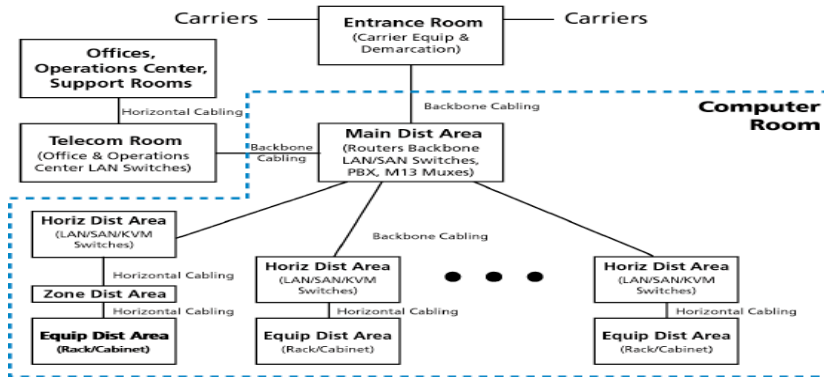 Carriers
Entrance Room
(Carrier Equip &
Demarcation)
Carriers
Offices,
Operations Center,
Support Rooms
Horizontal Cabling
Backbone Cabling
Computer
Room
Telecom Room
(Office & Operations
Center LAN Switches)
Backbone
Cabling
Main Dist Area
(Routers Backbone
LAN/SAN Switches,
PBX, M13 Muxes)
Horiz Dist Area
(LAN/SAN/KVM
Switches)
Backbone Cabling
Horizontal Cabling
Zone Dist Area
Horizontal Cabling
Equip Dist Area
(Rack/Cabinet)
Horiz Dist Area
(LAN/SAN/KVM
Switches)
Horizontal Cabling
Equip Dist Area
(Rack/Cabinet)
Horiz Dist Area
(LAN/SAN/KVM
Switches)
Horizontal Cabling
Equip Dist Area
(Rack/Cabinet)